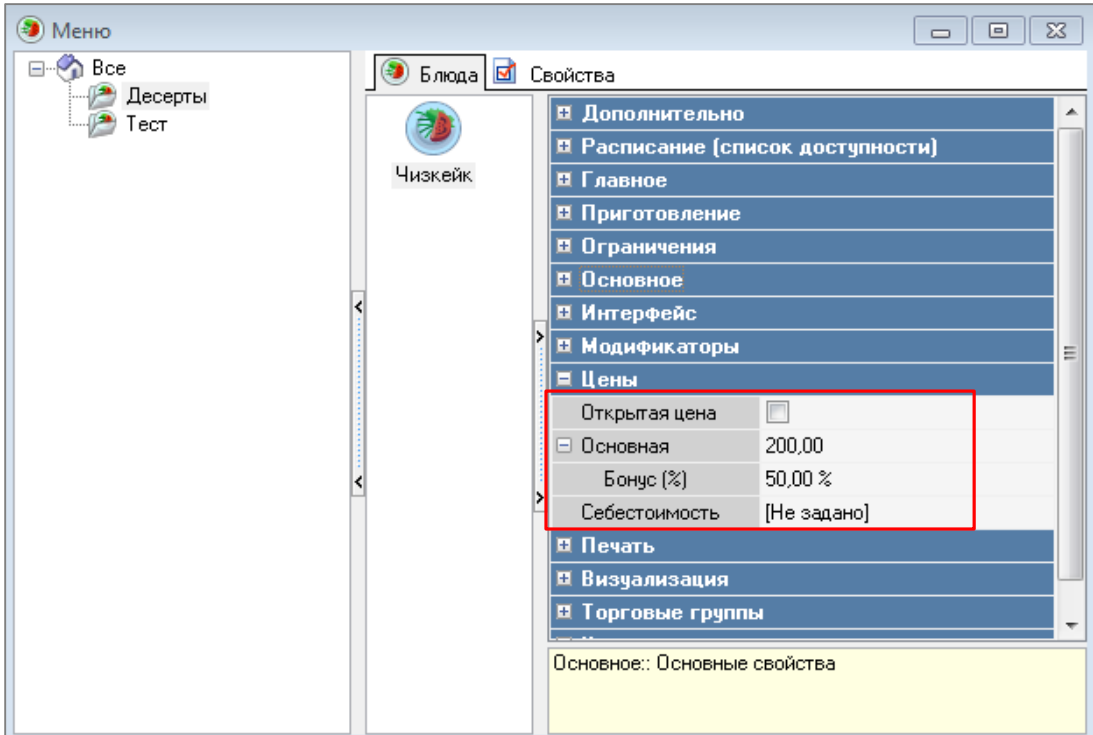 Меню
Все
Десерты
Тест
Блюда
Свойства
Чизкейк
Дополнительно
Расписание (список доступности)
Главное
Приготовление
Ограничения
Основное
Интерфейс
Модификаторы
Цены
Открытая цена
Основная 200,00
Бонус (%) 50,00 %
Себестоимость [Не задано]
Печать
Визуализация
Торговые группы
Основное:: Основные свойства